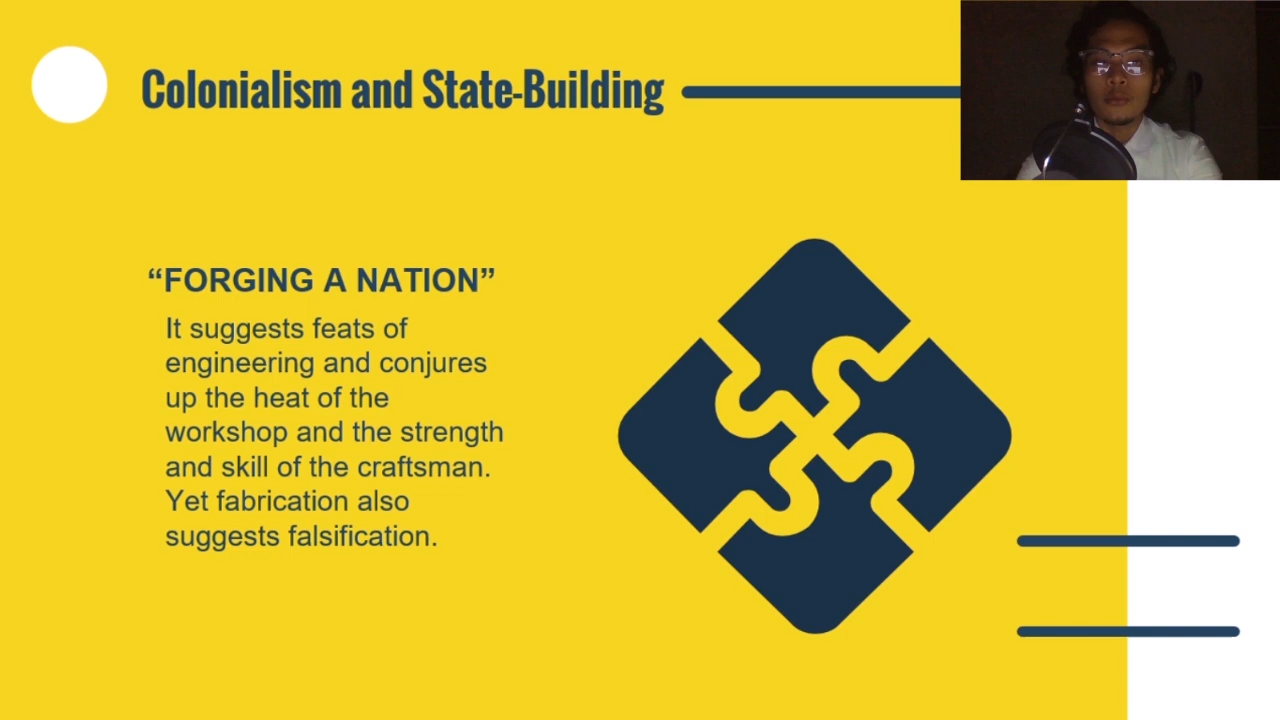 Colonialism and State-Building
“FORGING A NATION”
It suggests feats of
engineering and conjures
up the heat of the
workshop and the strength
and skill of the craftsman.
Yet fabrication also
suggests falsification.